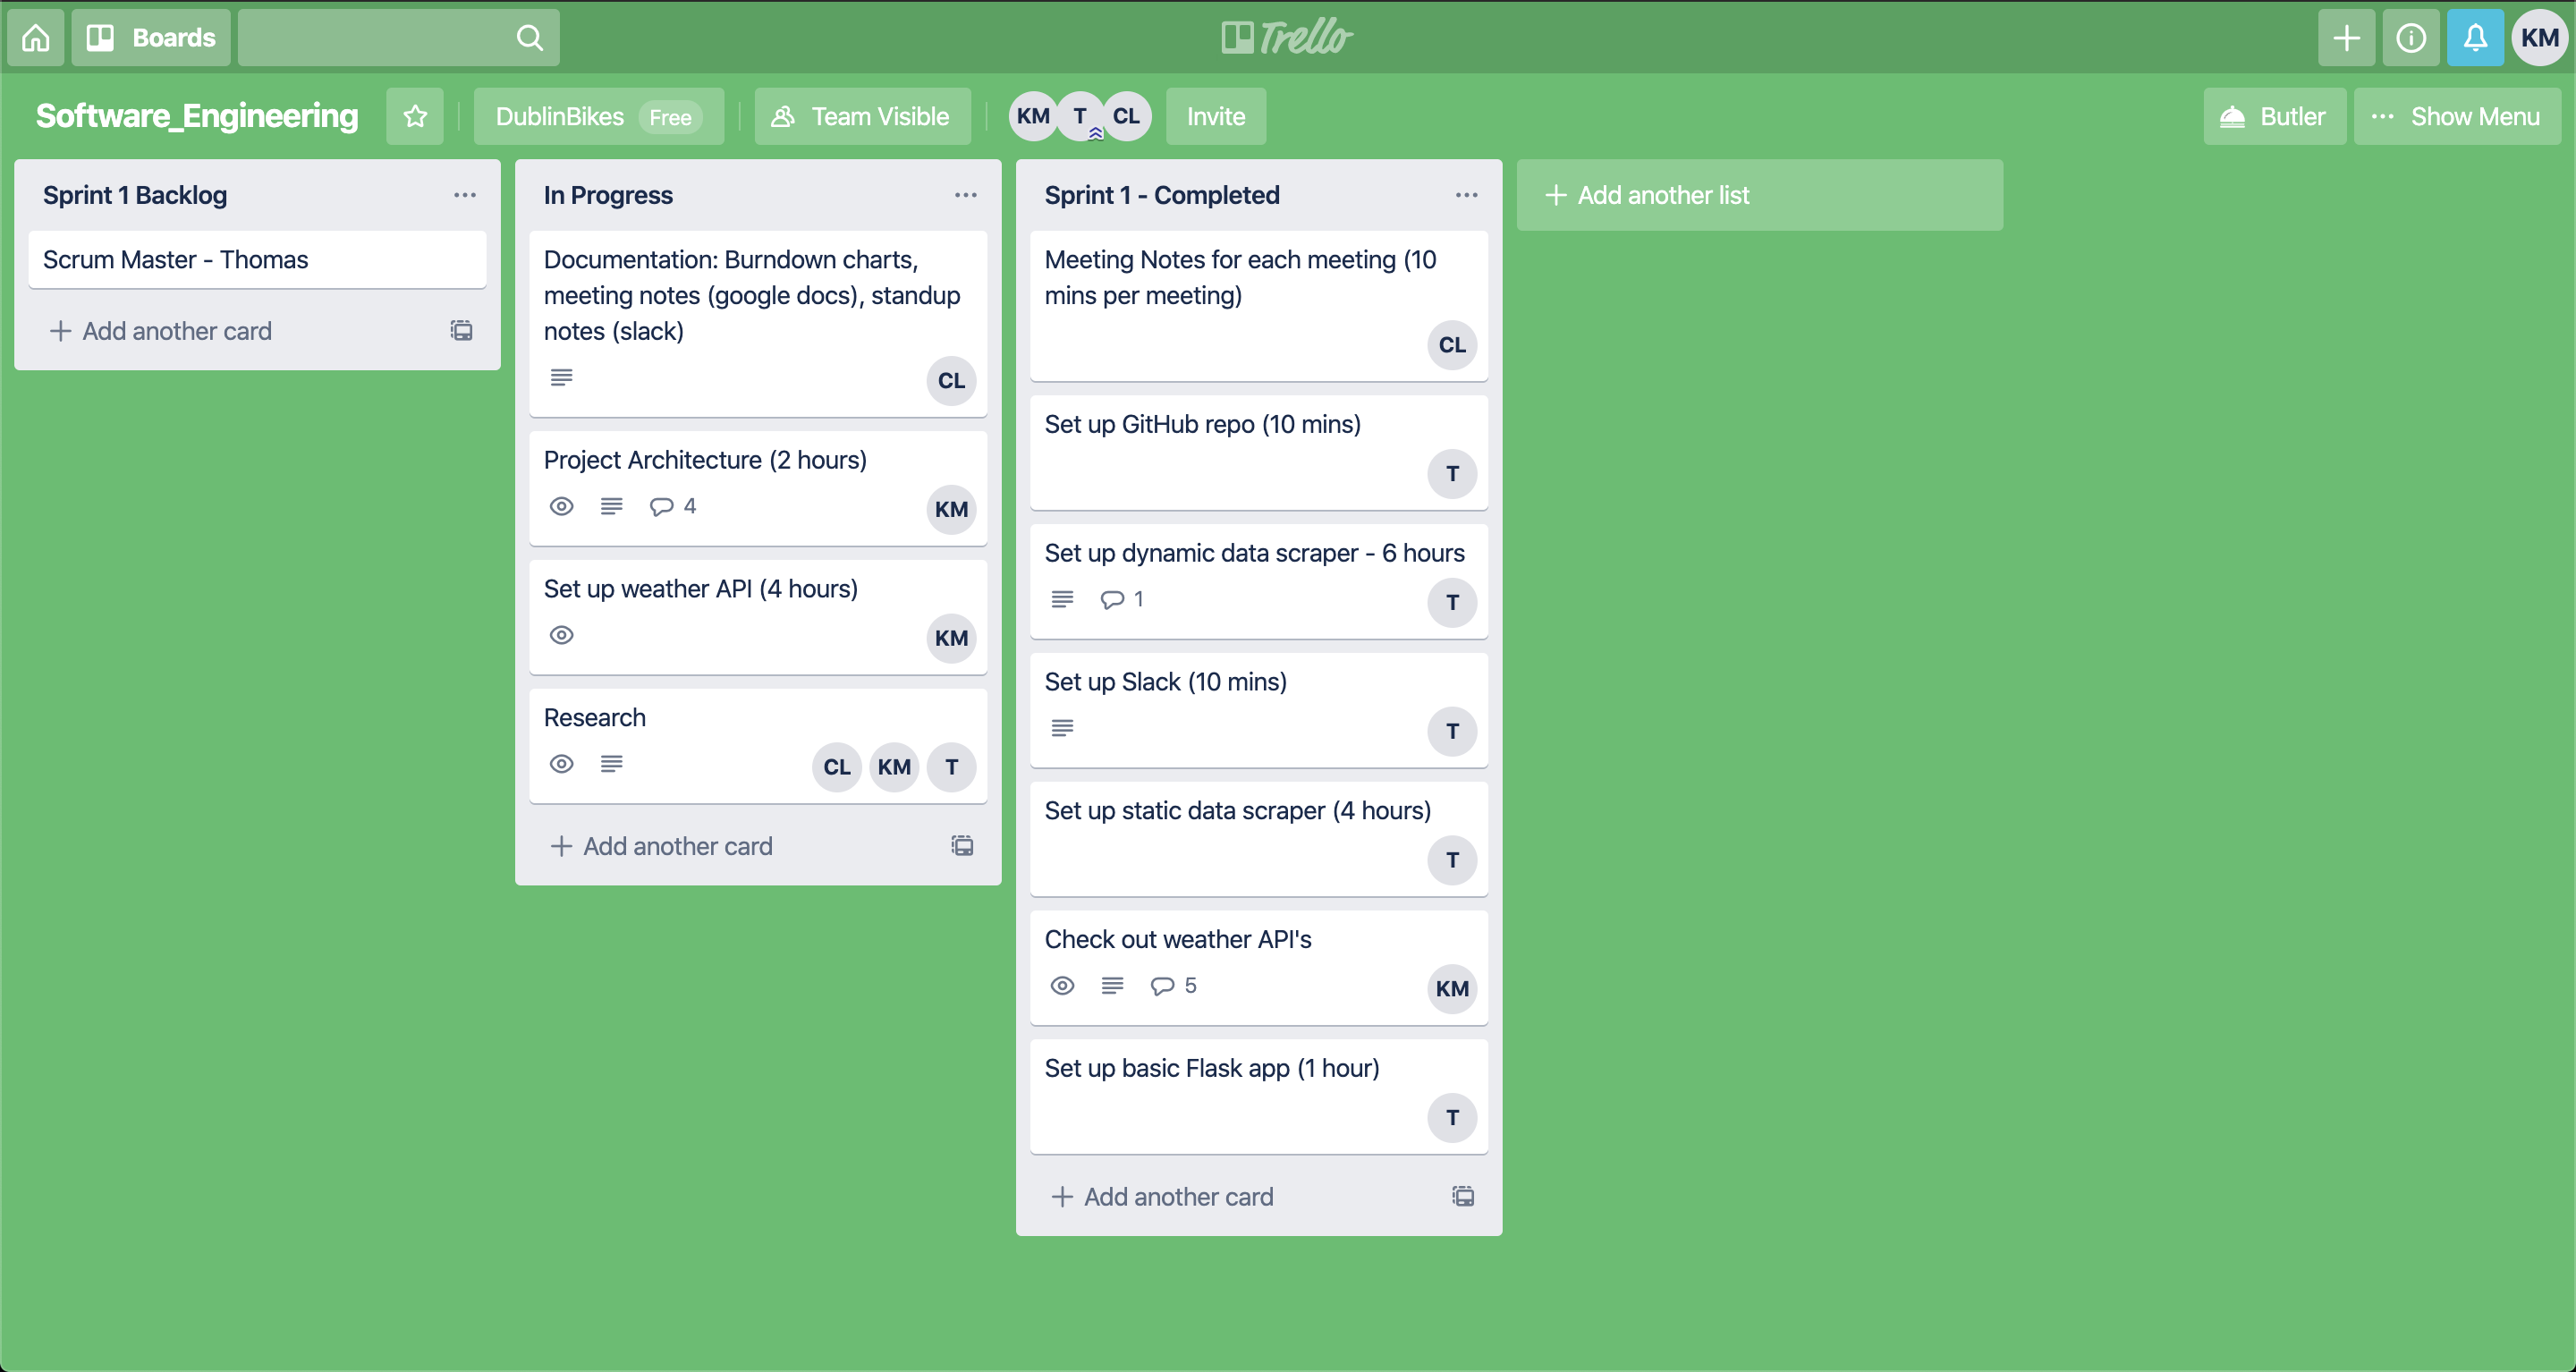 Boards
Trello
KM
Software_Engineering
DublinBikes Free
Team Visible
KM T CL
Invite
Butler
... Show Menu
Sprint 1 Backlog
Scrum Master - Thomas
+ Add another card
In Progress
Documentation: Burndown charts,
meeting notes (google docs), standup
notes (slack)
CL
Project Architecture (2 hours)
4
KM
Set up weather API (4 hours)
KM
Research
CL KM T
+ Add another card
Sprint 1 - Completed
Meeting Notes for each meeting (10
mins per meeting)
CL
Set up GitHub repo (10 mins)
T
Set up dynamic data scraper - 6 hours
1
T
Set up Slack (10 mins)
T
Set up static data scraper (4 hours)
T
Check out weather API's
5
KM
Set up basic Flask app (1 hour)
T
+ Add another card
+ Add another list